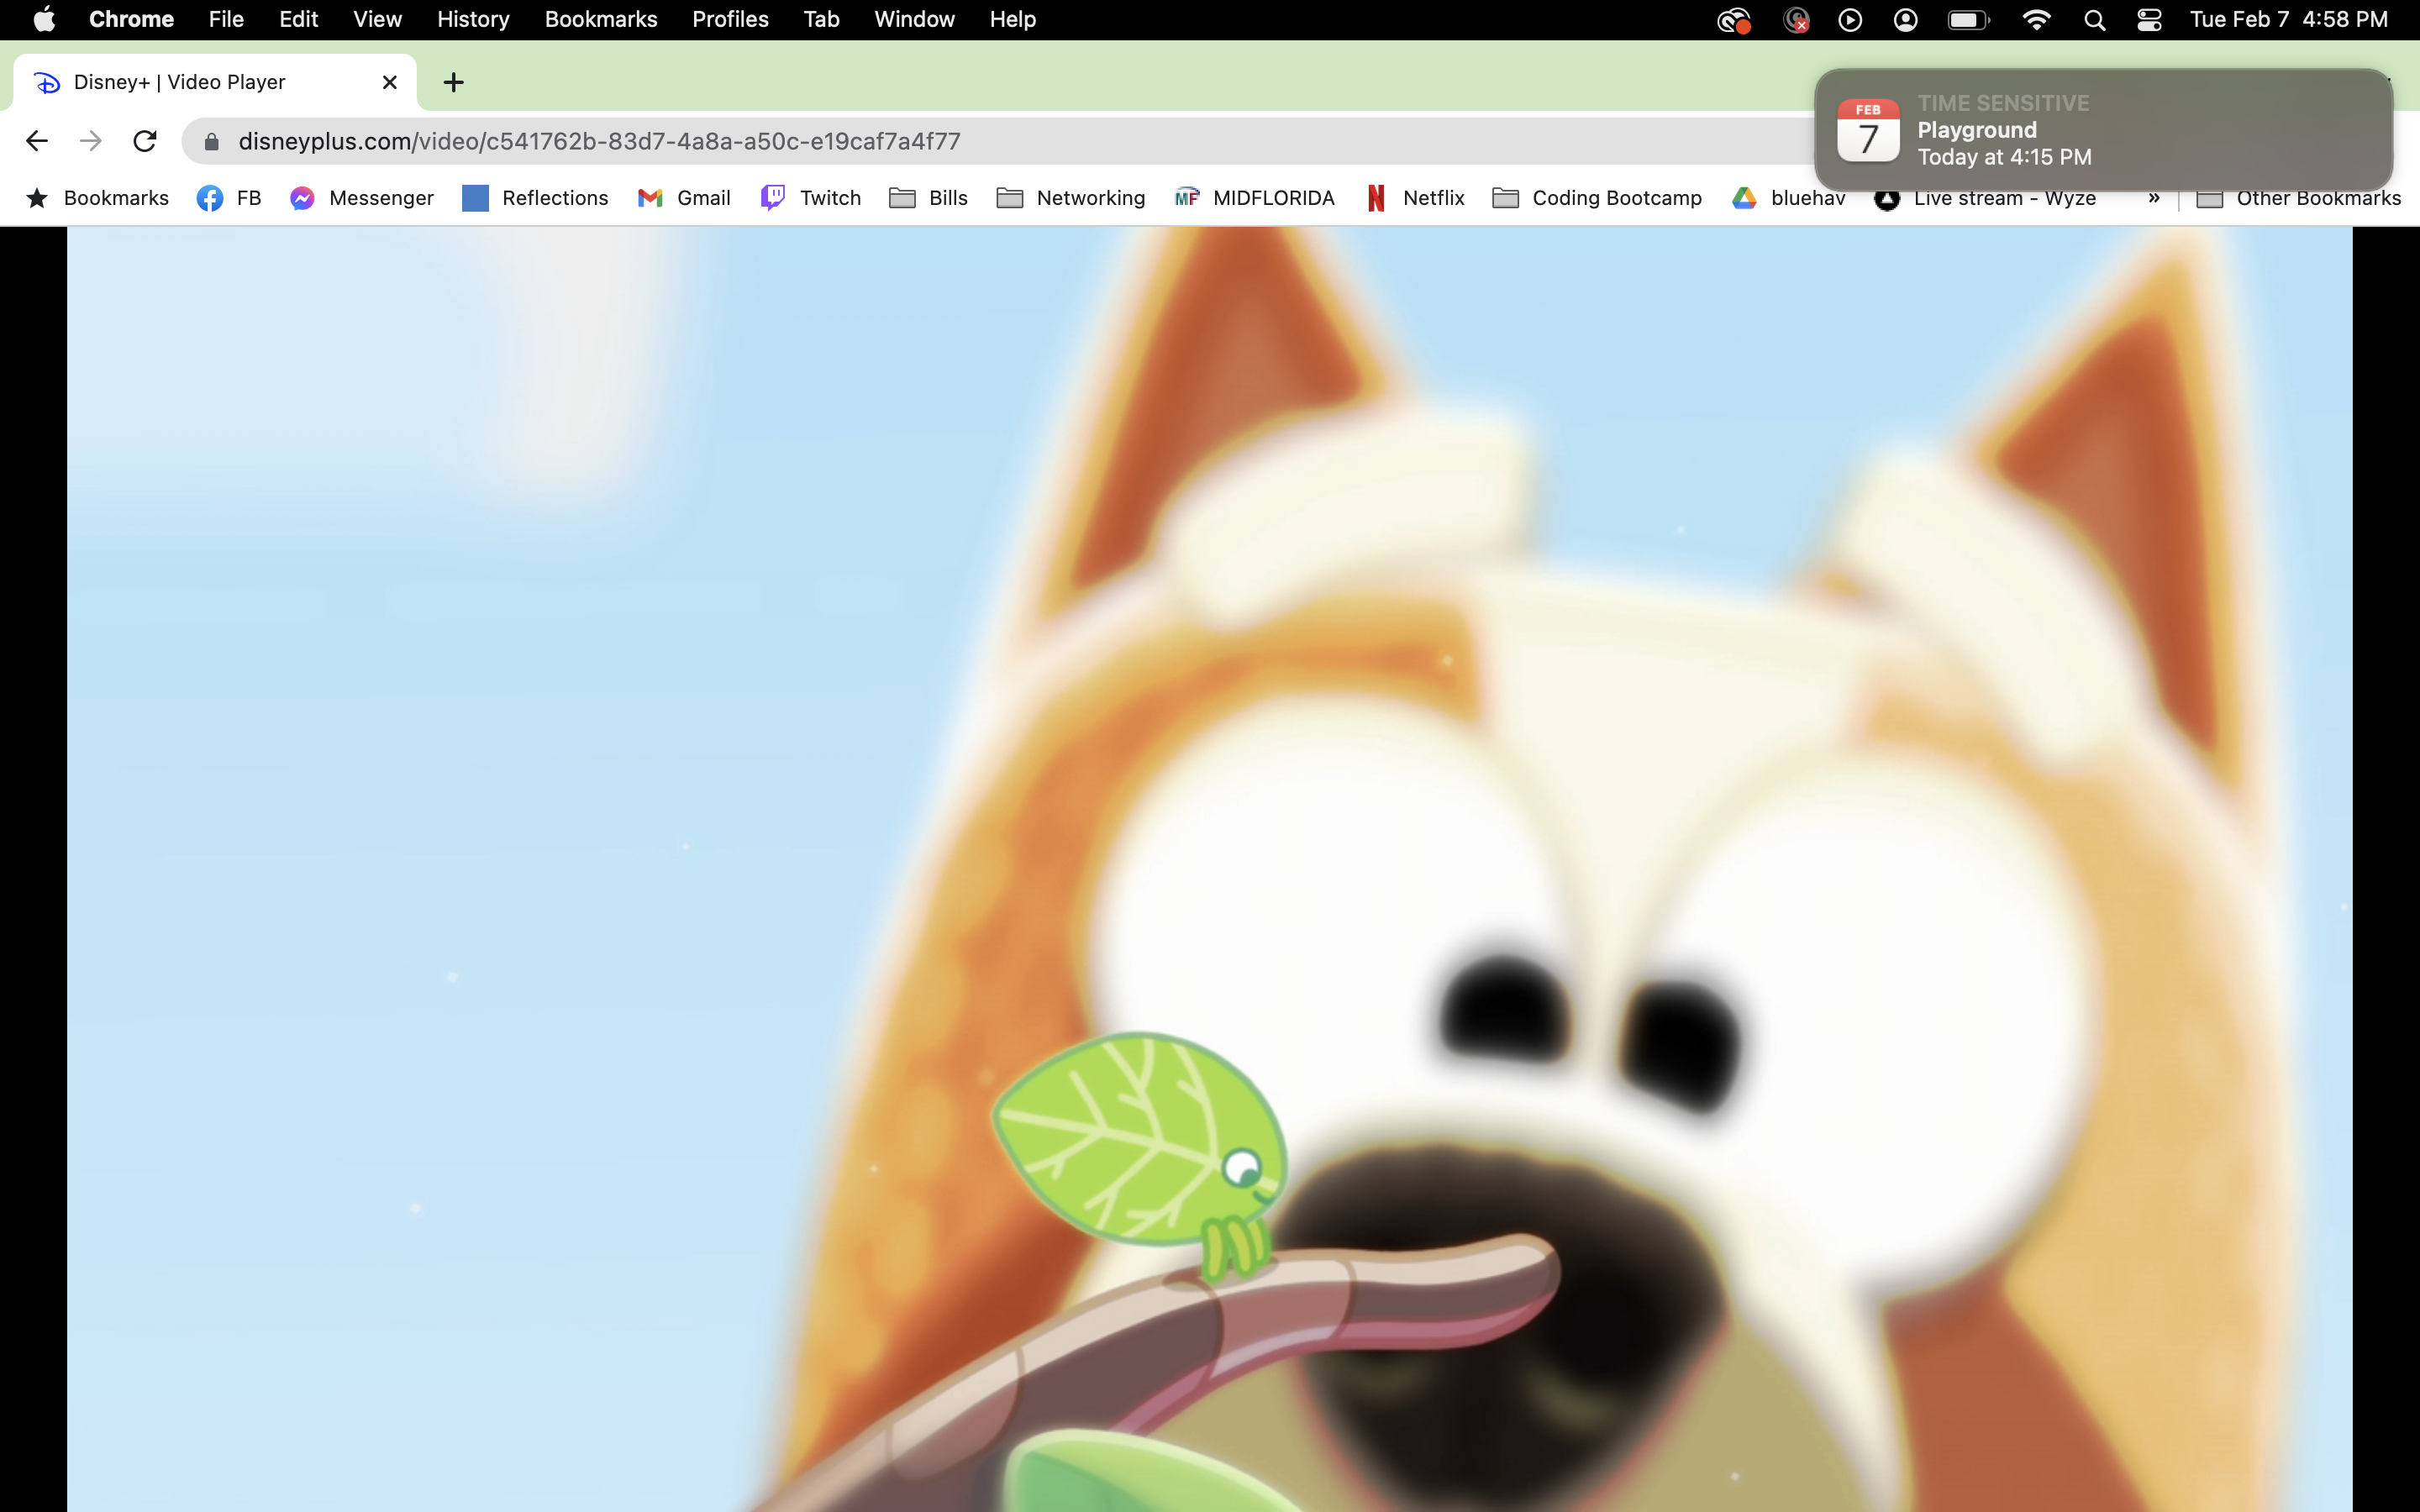 Chrome File Edit View History Bookmarks Profiles Tab Window Help Tue Feb 7 4:58 PM
Disney+ | Video Player
TIME SENSITIVE
FEB
7
Playground
Today at 4:15 PM
disneyplus.com/video/c541762b-83d7-4a8a-a50c-e19caf7a4f77
Bookmarks FB Messenger Reflections Gmail Twitch Bills Networking MF MIDFLORIDA Netflix Coding Bootcamp bluehav Live stream - Wyze » Other Bookmarks